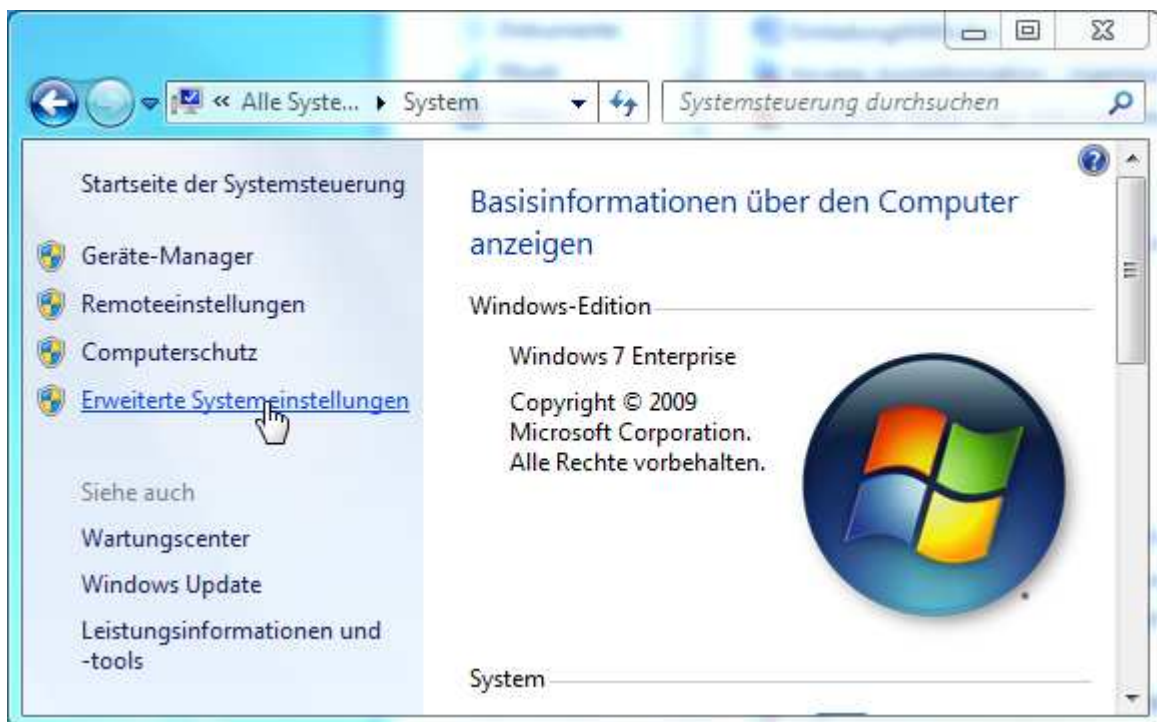 « Alle Syste... ▸ System
Systemsteuerung durchsuchen
Startseite der Systemsteuerung
Geräte-Manager
Remoteeinstellungen
Computerschutz
Erweiterte Systemeinstellungen
Siehe auch
Wartungscenter
Windows Update
Leistungsinformationen und
-tools
Basisinformationen über den Computer
anzeigen
Windows-Edition
Windows 7 Enterprise
Copyright © 2009
Microsoft Corporation.
Alle Rechte vorbehalten.
System